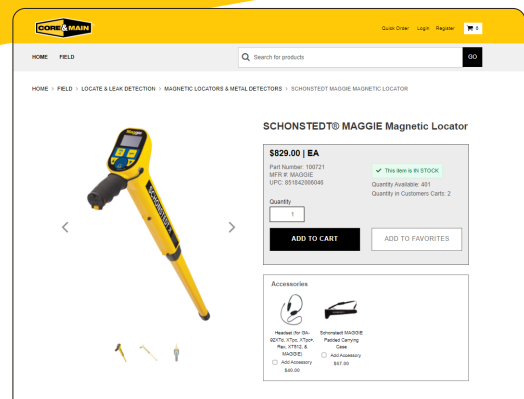 CORE & MAIN
Quick Order Login Register
HOME FIELD
Search for products
GO
HOME > FIELD > LOCATE & LEAK DETECTION > MAGNETIC LOCATORS & METAL DETECTORS > SCHONSTEDT MAGGIE MAGNETIC LOCATOR
SCHONSTEDT® MAGGIE Magnetic Locator
$829.00 | EA
Part Number: 100721
MFR #: MAGGIE
UPC: 851842006048
This item is IN STOCK
Quantity Available: 401
Quantity in Customers Carts: 2
Quantity
1
ADD TO CART
ADD TO FAVORITES
SCHONSTEDT
Accessories
Headset (for GA-
92XTd, XTpc, XTpc+,
Rex, XT512, &
MAGGIE)
Add Accessory
$40.00
Schonstedt MAGGIE
Padded Carrying
Case
Add Accessory
$57.00